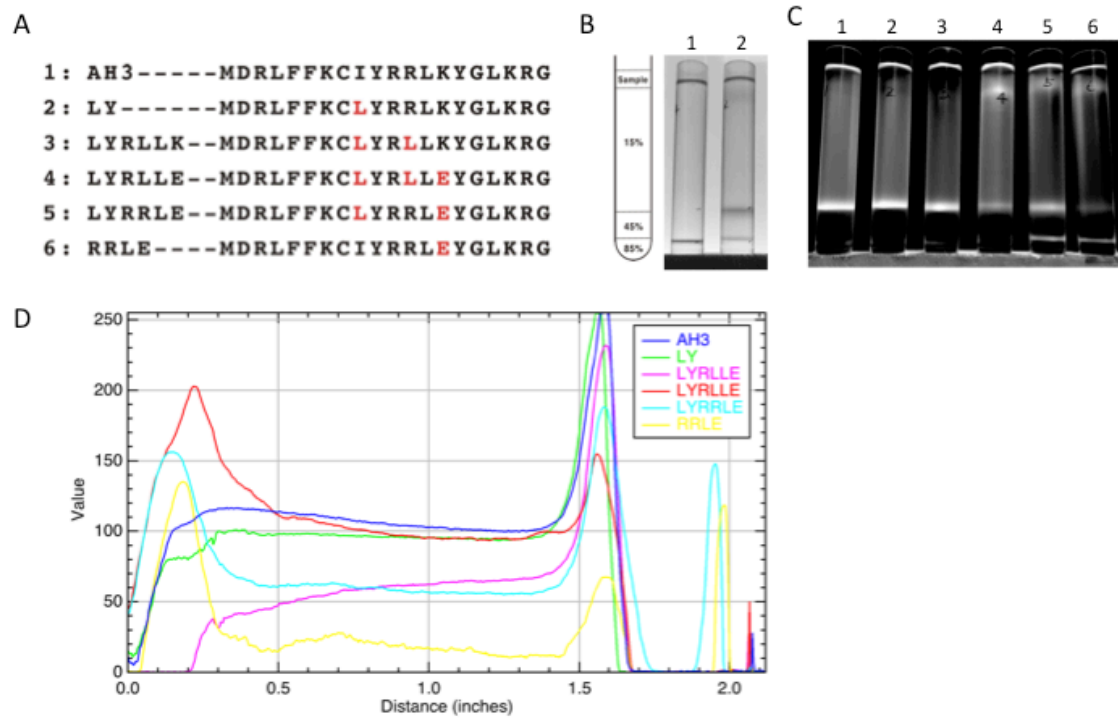 A
1: AH3-----MDRLFFKCIYRRLKYGLKRG
2: LY------MDRLFFKCLYRRLKYGLKRG
3: LYRLLK--MDRLFFKCLYRLLKYGLKRG
4: LYRLLE--MDRLFFKCLYRLLEYGLKRG
5: LYRRLE--MDRLFFKCLYRRLEYGLKRG
6: RRLE----MDRLFFKCIYRRLEYGLKRG
B
1 2
Sample
15%
45%
85%
C
1 2 3 4 5 6
2
4
D
250
200
150
100
50
0
Value
AH3
LY
LYRLLE
LYRLLE
LYRRLE
RRLE
0.0 0.5 1.0 1.5 2.0
Distance (inches)